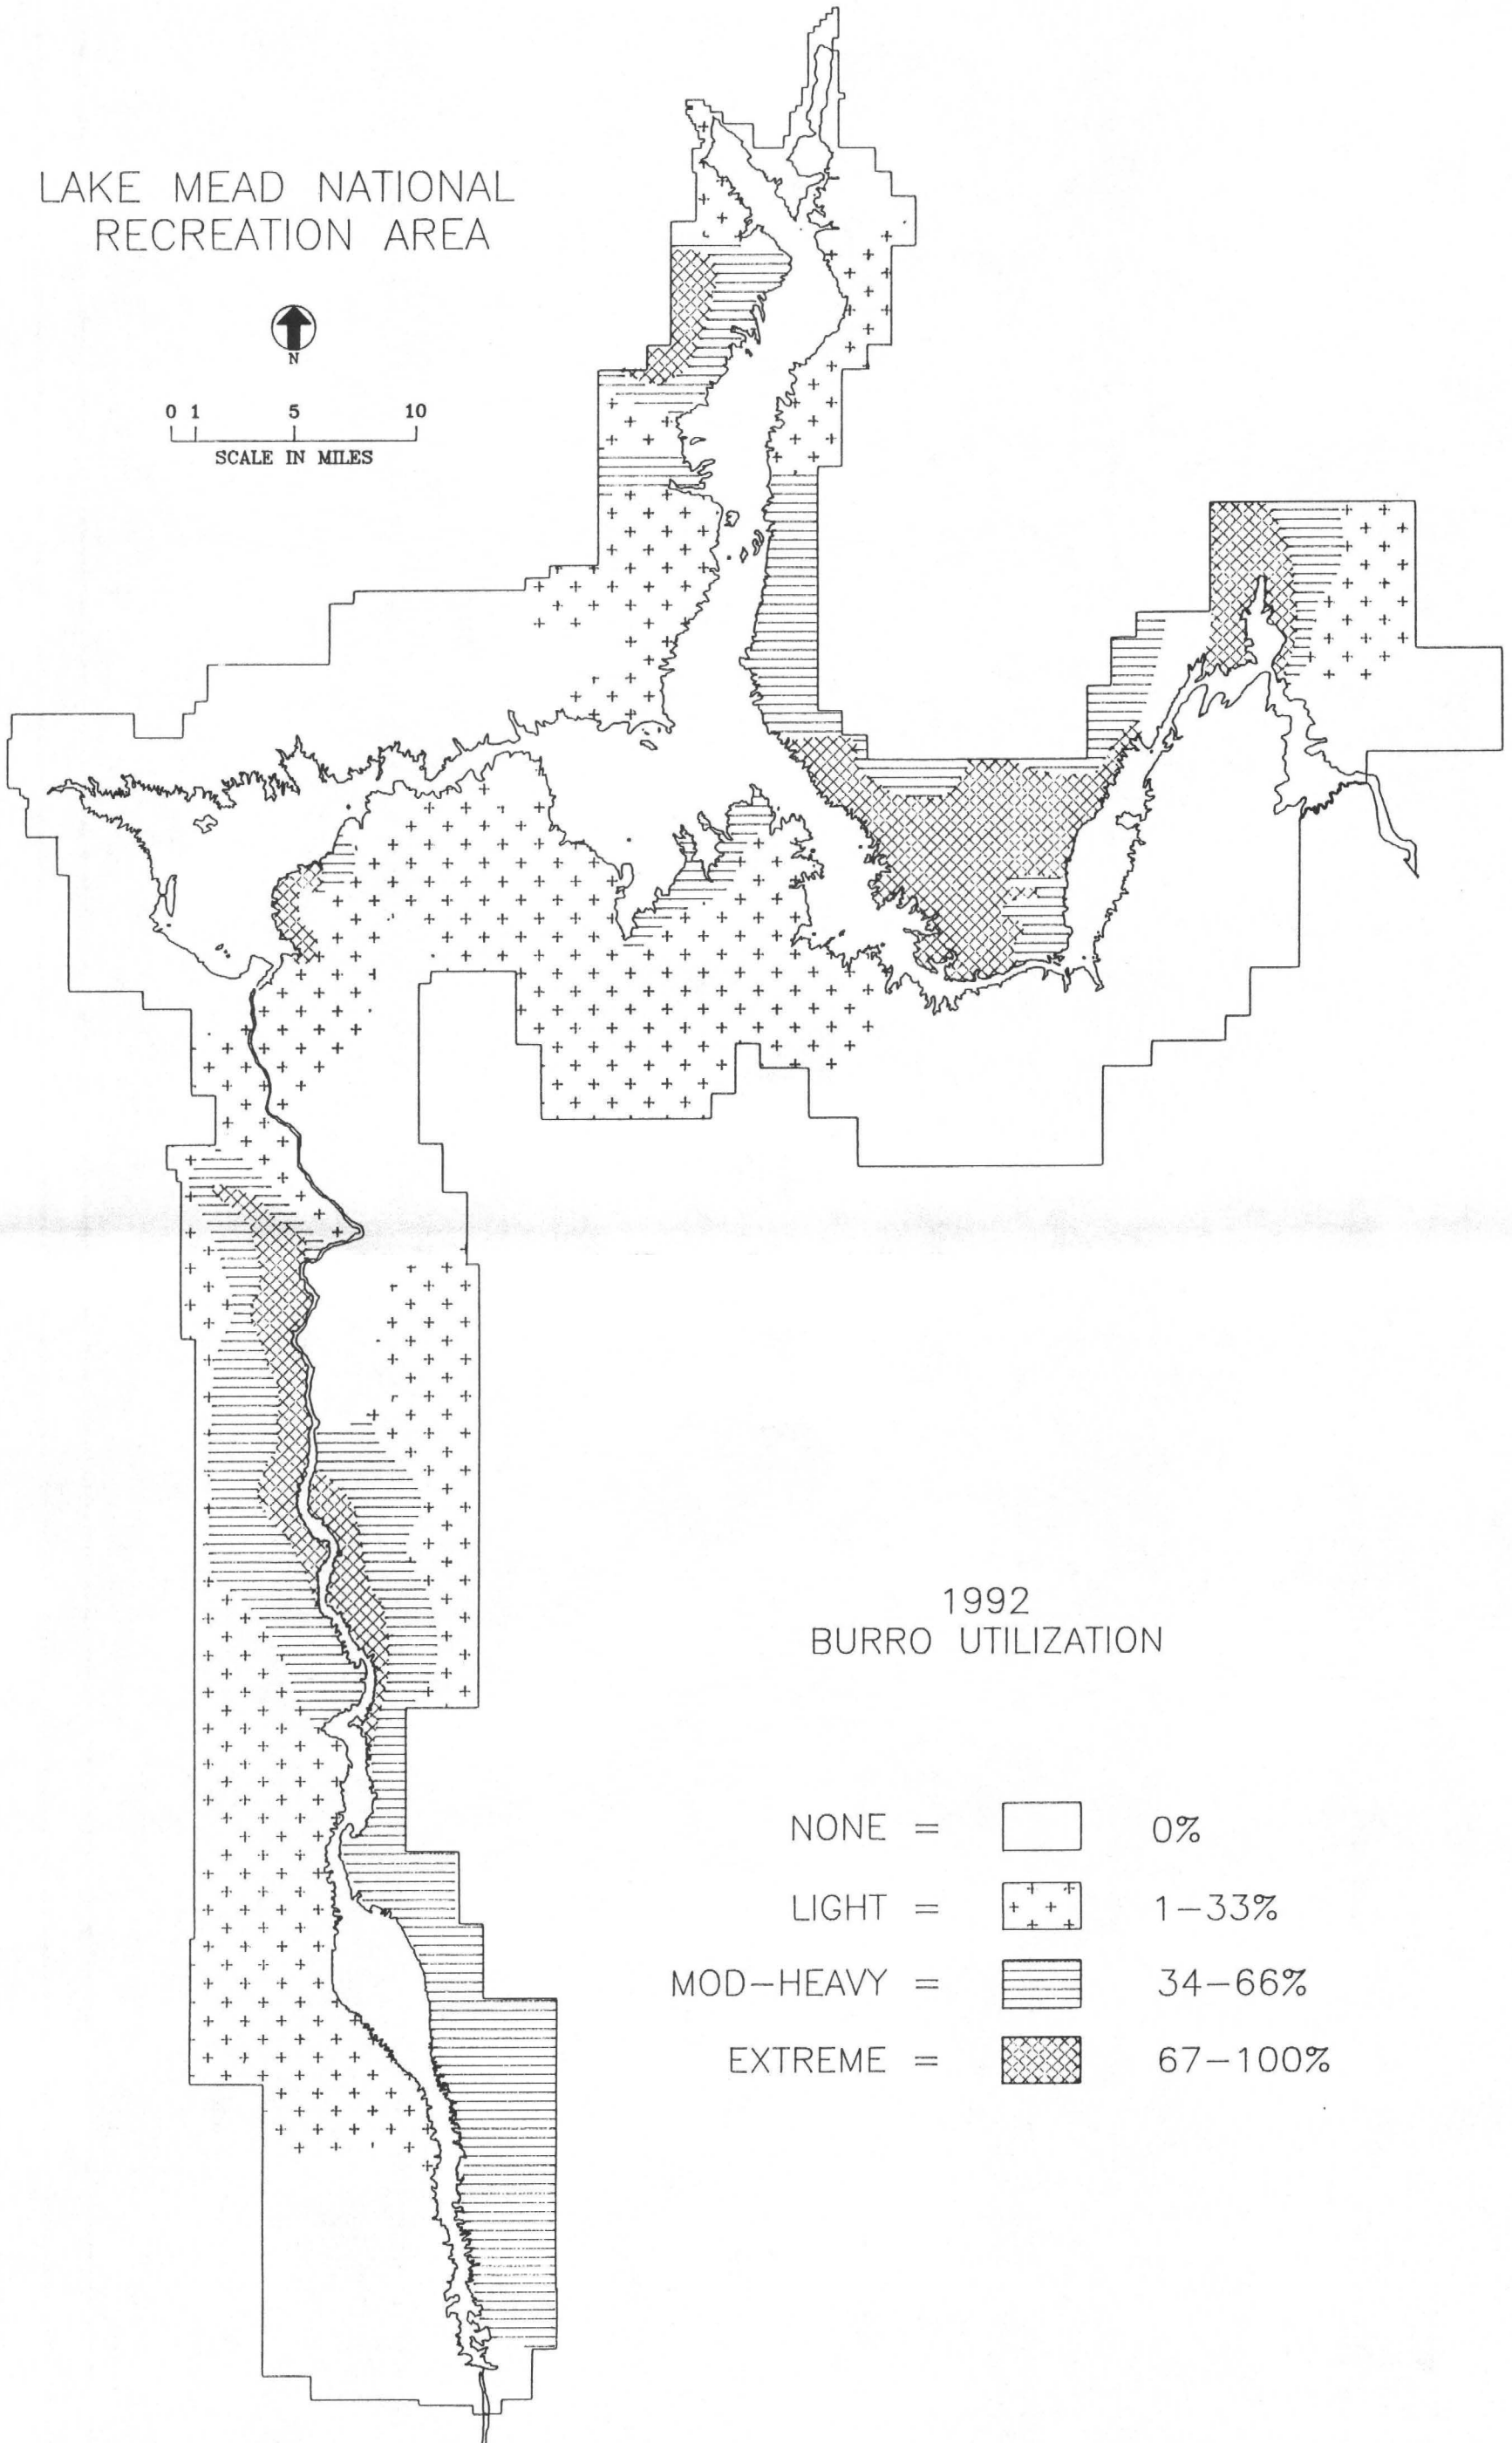 LAKE MEAD NATIONAL
RECREATION AREA
N
0 1 5 10
SCALE IN MILES
1992
BURRO UTILIZATION
NONE = 0%
LIGHT = 1-33%
MOD-HEAVY = 34-66%
EXTREME = 67-100%